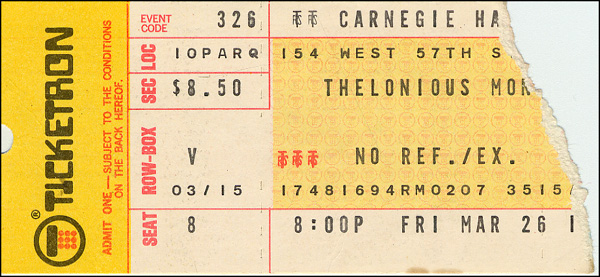 TICKETRON
®
ADMIT ONE—SUBJECT TO THE CONDITIONS
ON THE BACK HEREOF.
EVENT CODE 326 CARNEGIE HA
SEC LOC 10PARQ 154 WEST 57TH S
$8.50 THELONIOUS MON
ROW-BOX V NO REF./EX.
03/15 17481694RM0207 3515/
SEAT 8 8:00P FRI MAR 26 1